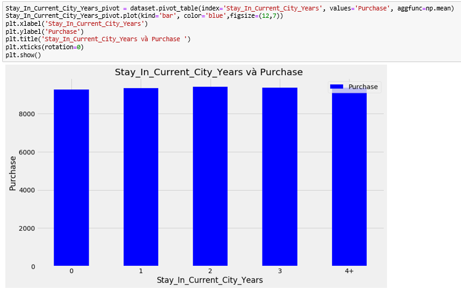 Stay_In_Current_City_Years_pivot = dataset.pivot_table(index='Stay_In_Current_City_Years', values='Purchase', aggfunc=np.mean)
Stay_In_Current_City_Years_pivot.plot(kind='bar', color='blue',figsize=(12,7))
plt.xlabel('Stay_In_Current_City_Years')
plt.ylabel('Purchase')
plt.title('Stay_In_Current_City_Years và Purchase ')
plt.xticks(rotation=0)
plt.show()
Stay_In_Current_City_Years và Purchase
Purchase
8000
6000
4000
2000
0
Purchase
0 1 2 3 4+
Stay_In_Current_City_Years